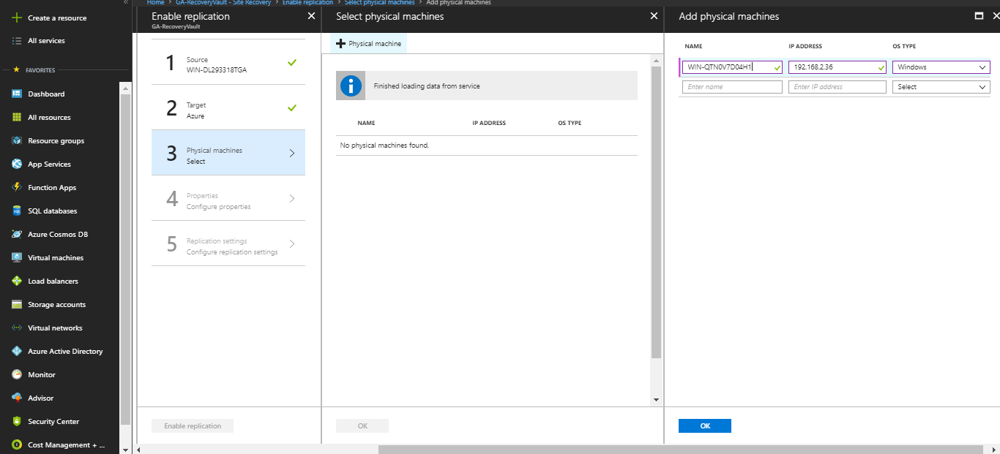 Home > GA-RecoveryVault - Site Recovery > Enable replication > Select physical machines > Add physical machines
Create a resource
All services
FAVORITES
Dashboard
All resources
Resource groups
App Services
Function Apps
SQL databases
Azure Cosmos DB
Virtual machines
Load balancers
Storage accounts
Virtual networks
Azure Active Directory
Monitor
Advisor
Security Center
Cost Management + ...
Enable replication
GA-RecoveryVault
1 Source
WIN-DL293318TGA
2 Target
Azure
3 Physical machines
Select
4 Properties
Configure properties
5 Replication settings
Configure replication settings
Enable replication
Select physical machines
Physical machine
Finished loading data from service
NAME IP ADDRESS OS TYPE
No physical machines found.
OK
Add physical machines
NAME IP ADDRESS OS TYPE
WIN-QTN0V7D04H1 192.168.2.36 Windows
Enter name Enter IP address Select
OK